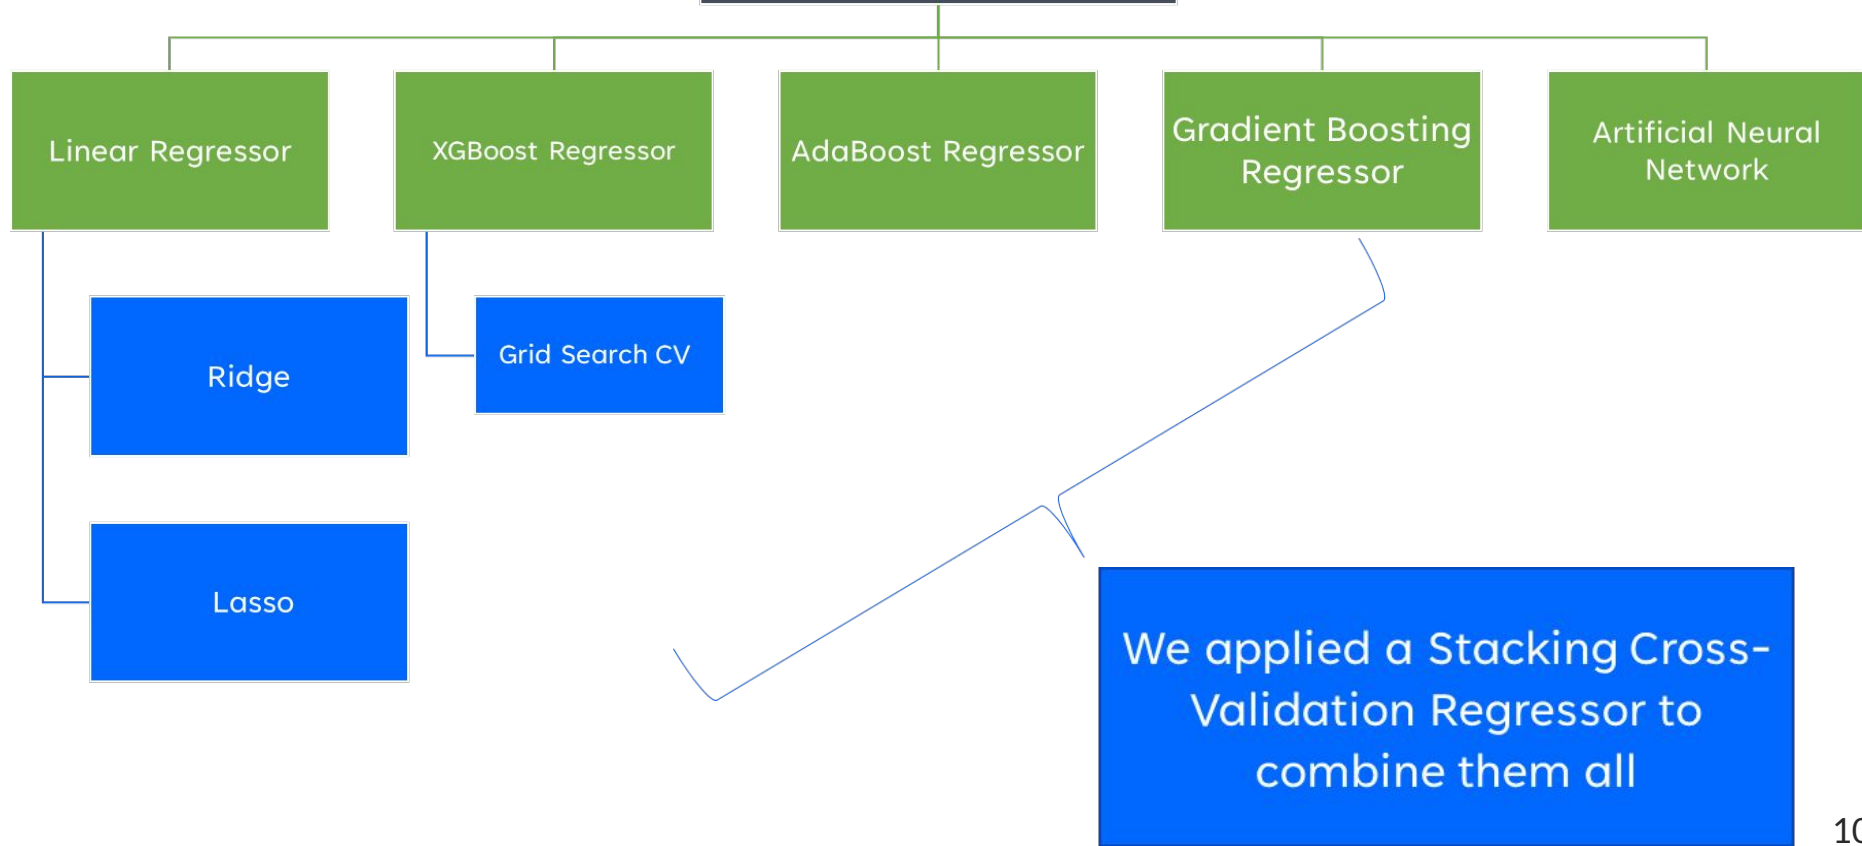 Linear Regressor
XGBoost Regressor
AdaBoost Regressor
Gradient Boosting
Regressor
Artificial Neural
Network
Ridge
Grid Search CV
Lasso
We applied a Stacking Cross-
Validation Regressor to
combine them all
10